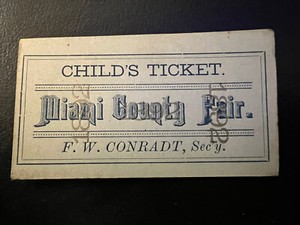 CHILD'S TICKET.
Miami County Fair.
F. W. CONRADT, Sec'y.